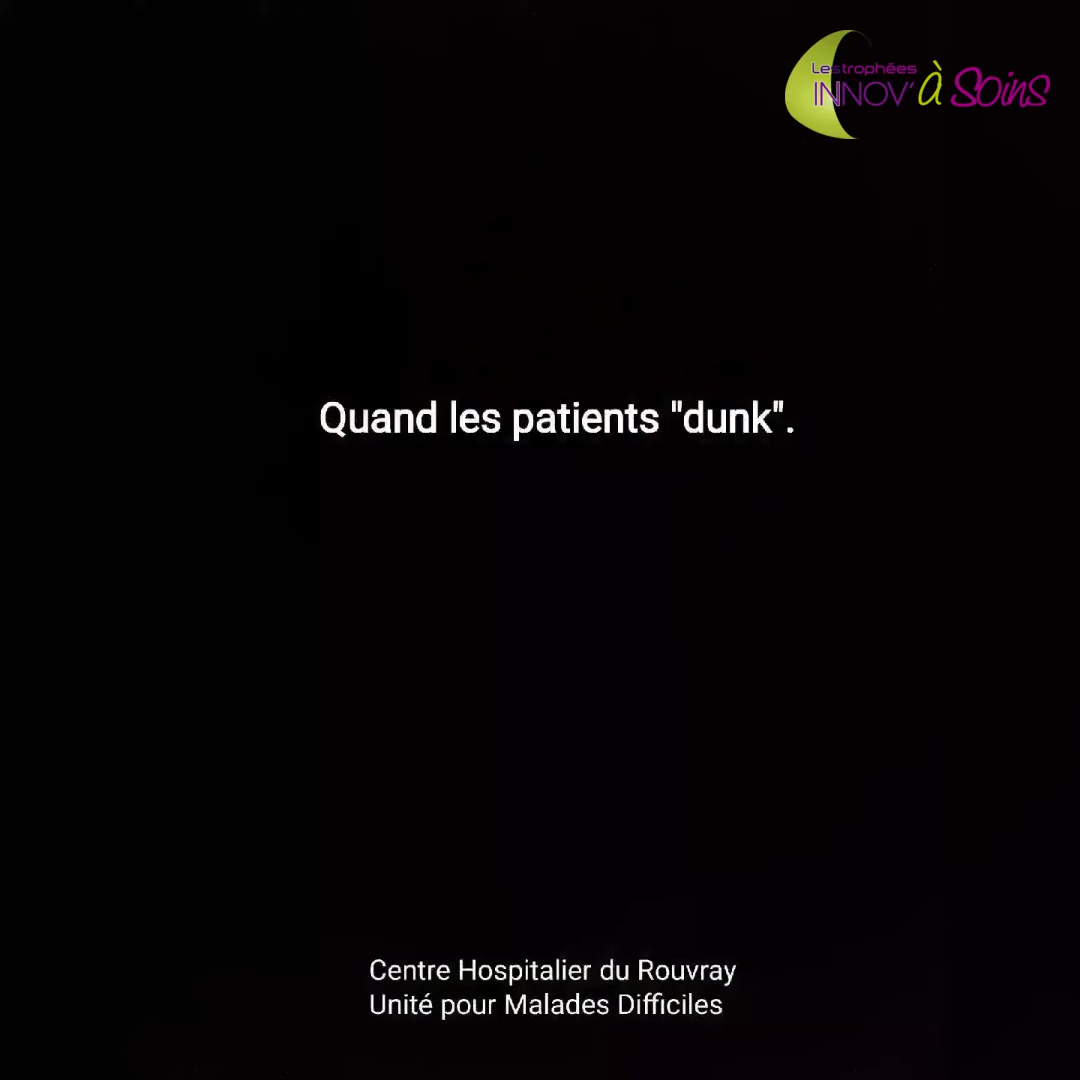 Les trophées
INNOV' à Soins
Quand les patients "dunk".
Centre Hospitalier du Rouvray
Unité pour Malades Difficiles